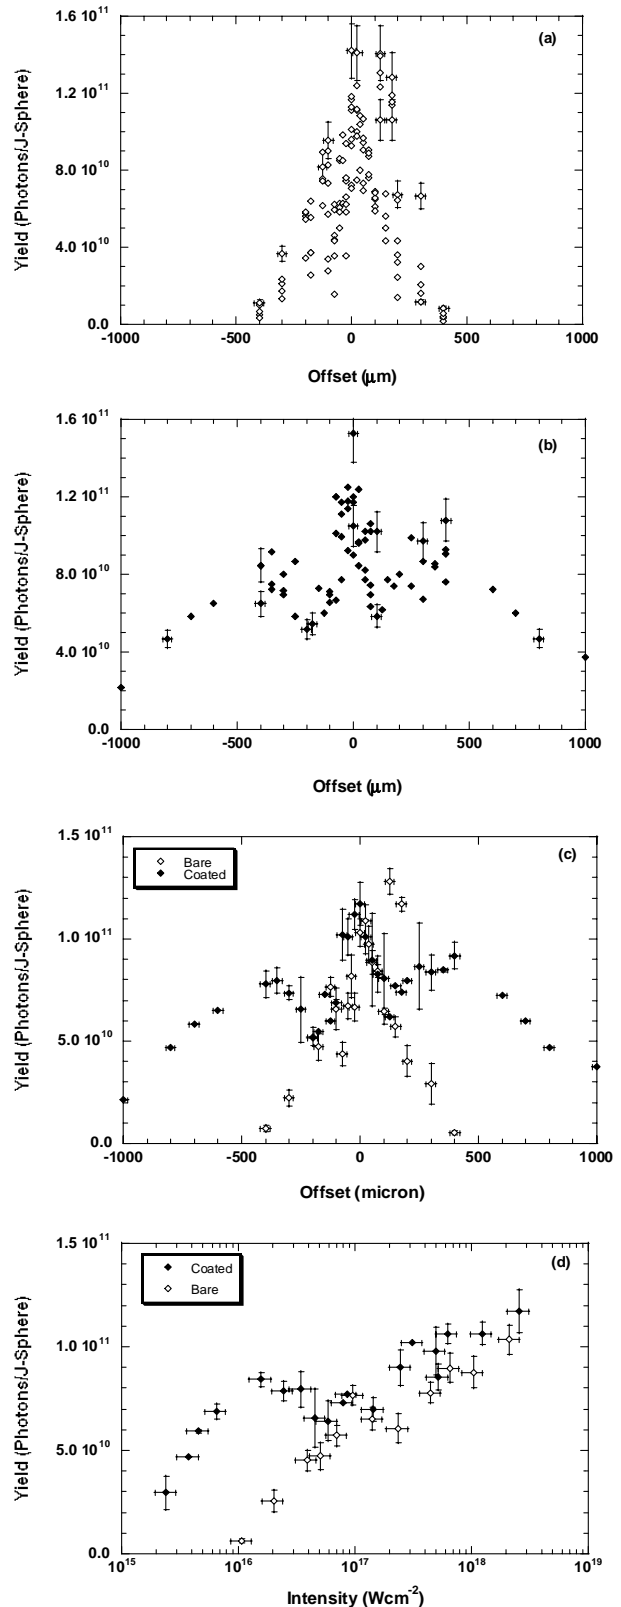 1.6 10¹¹
(a)
1.2 10¹¹
8.0 10¹⁰
4.0 10¹⁰
0.0
Yield (Photons/J-Sphere)
-1000 -500 0 500 1000
Offset (μm)
1.6 10¹¹
(b)
1.2 10¹¹
8.0 10¹⁰
4.0 10¹⁰
0.0
Yield (Photons/J-Sphere)
-1000 -500 0 500 1000
Offset (μm)
1.5 10¹¹
(c)
Bare
Coated
1.0 10¹¹
5.0 10¹⁰
0.0
Yield (Photons/J-Sphere)
-1000 -500 0 500 1000
Offset (micron)
1.5 10¹¹
(d)
Coated
Bare
1.0 10¹¹
5.0 10¹⁰
0.0
Yield (Photons/J-Sphere)
10¹⁵ 10¹⁶ 10¹⁷ 10¹⁸ 10¹⁹
Intensity (Wcm⁻²)